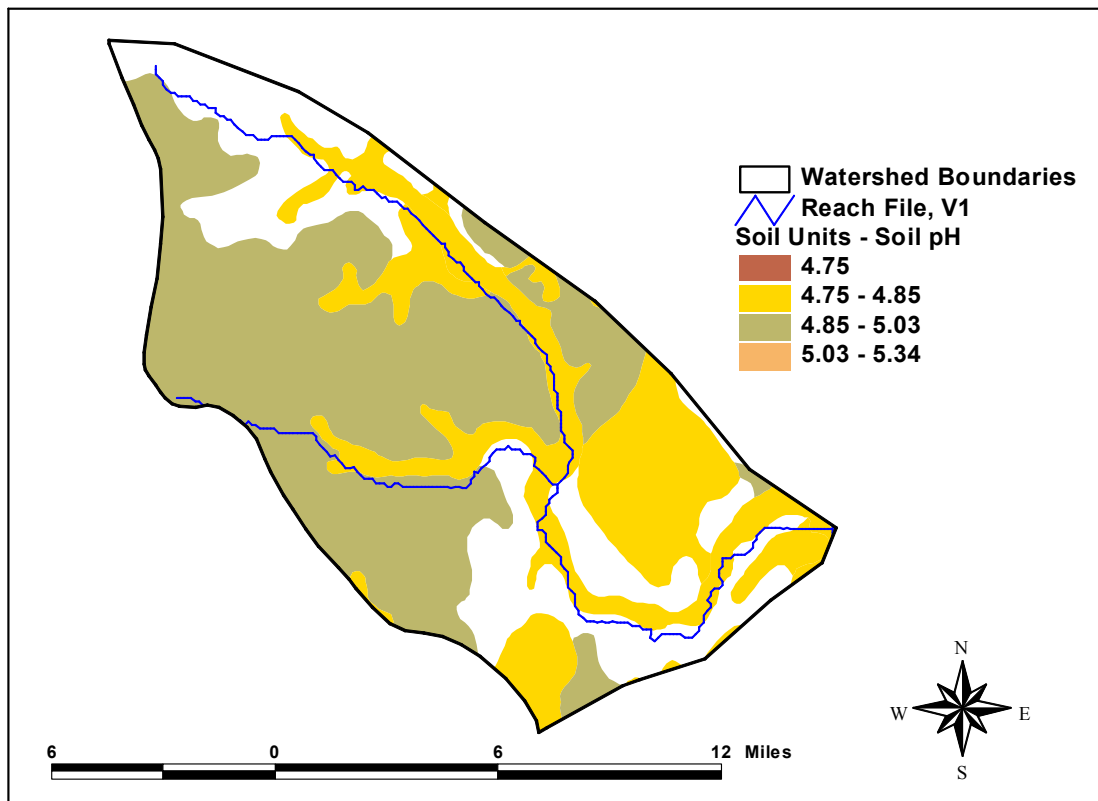 Watershed Boundaries
Reach File, V1
Soil Units - Soil pH
4.75
4.75 - 4.85
4.85 - 5.03
5.03 - 5.34
N
W E
S
6 0 6 12 Miles